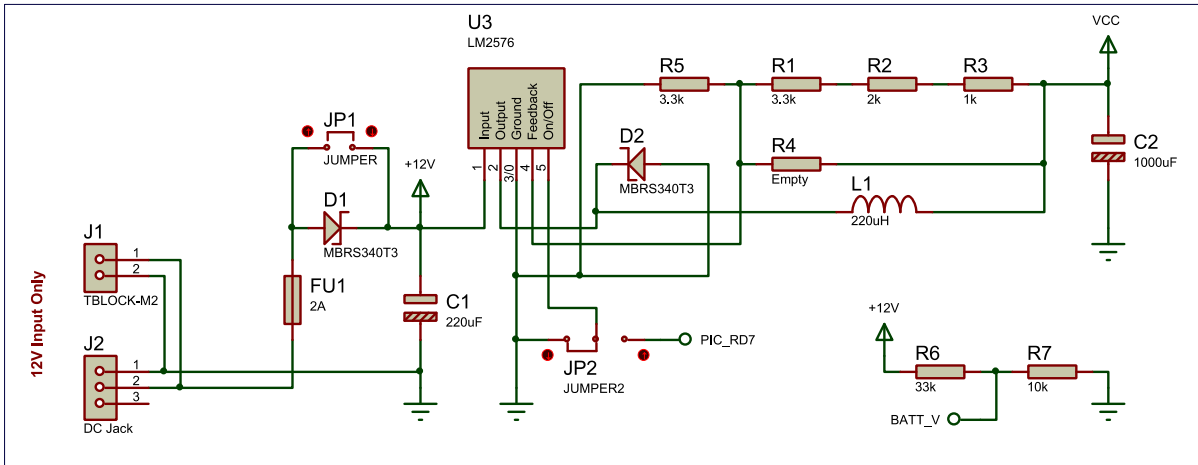 U3
LM2576
Input
Output
Ground
Feedback
On/Off
1
2
3/0
4
5
VCC
R5
3.3k
R1
3.3k
R2
2k
R3
1k
JP1
JUMPER
D2
MBRS340T3
R4
Empty
C2
1000uF
+12V
L1
220uH
D1
MBRS340T3
J1
1
2
TBLOCK-M2
FU1
2A
C1
220uF
12V Input Only
J2
1
2
3
DC Jack
JP2
JUMPER2
PIC_RD7
+12V
R6
33k
R7
10k
BATT_V